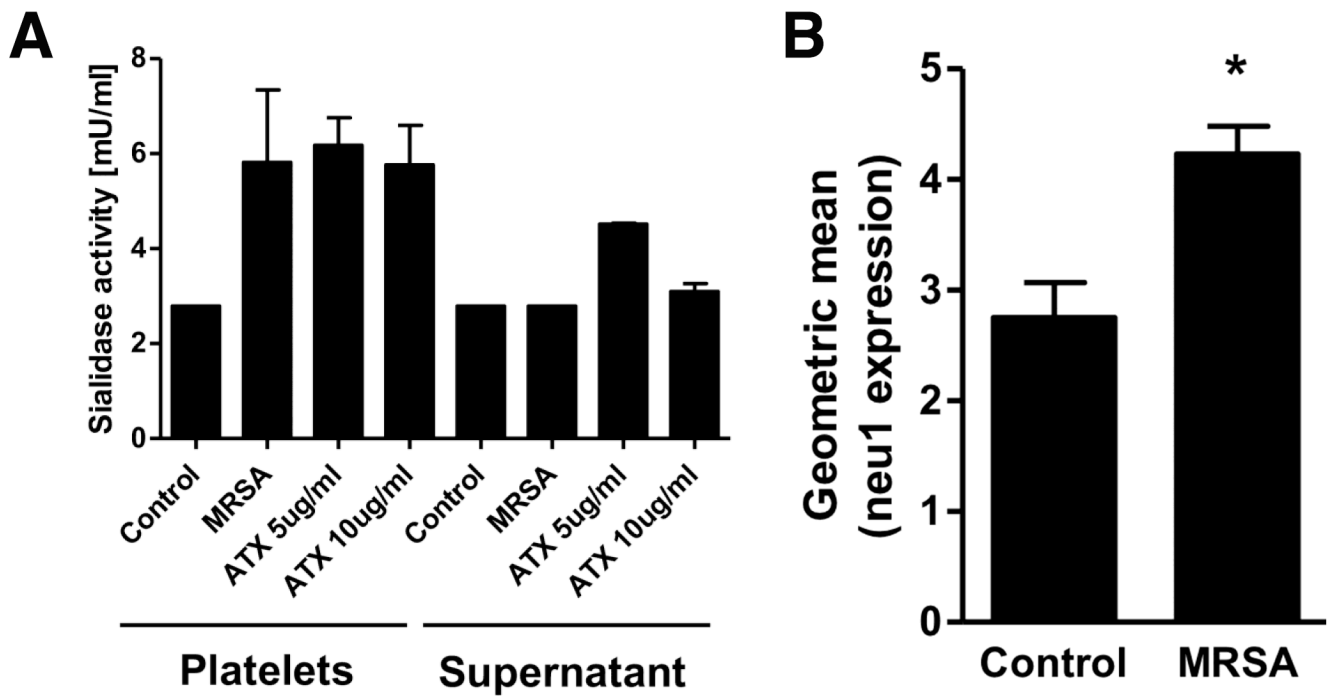 A
Sialidase activity [mU/ml]
8
6
4
2
0
Control
MRSA
ATX 5ug/ml
ATX 10ug/ml
Control
MRSA
ATX 5ug/ml
ATX 10ug/ml
Platelets
Supernatant
B
Geometric mean
(neu1 expression)
5
4
3
2
1
0
*
Control
MRSA